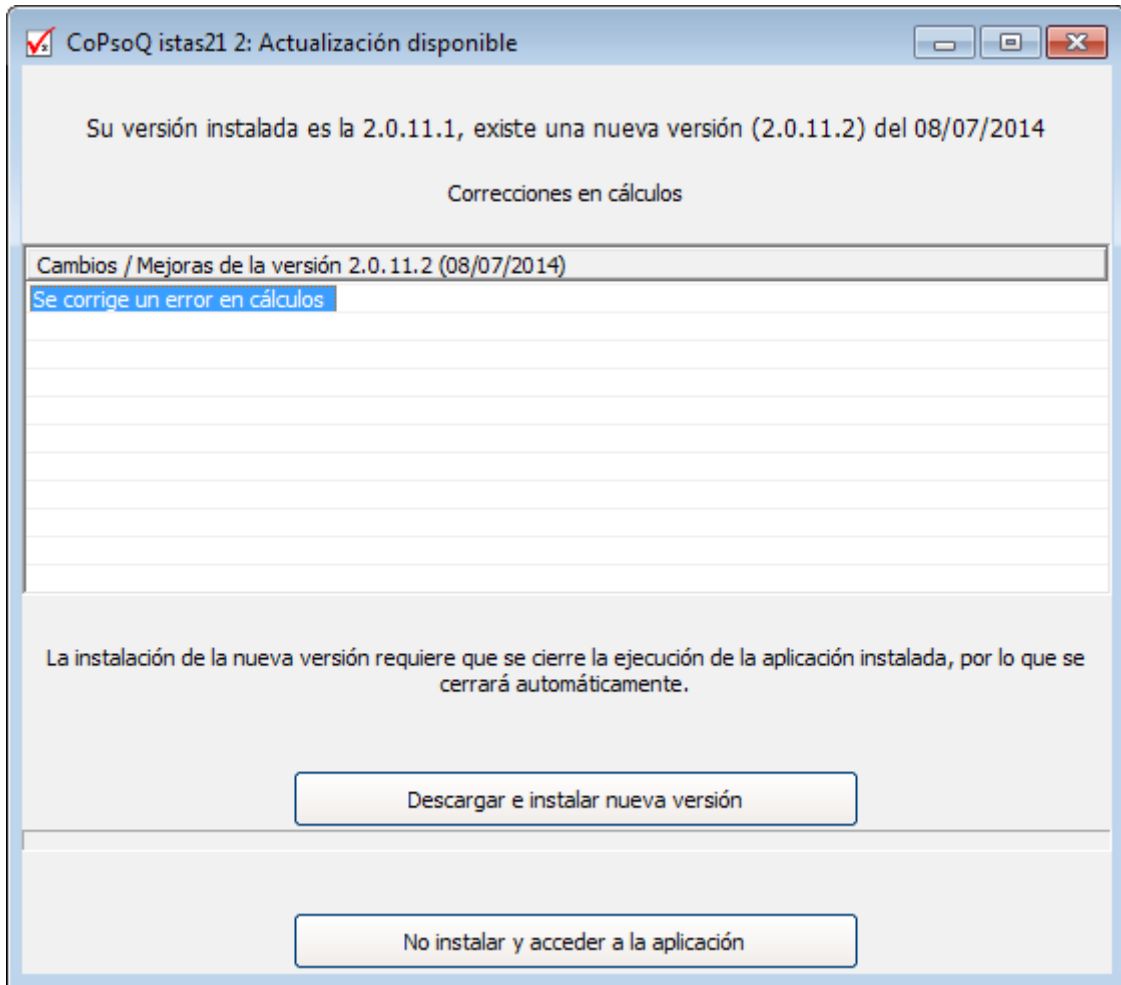 CoPsoQ istas21 2: Actualización disponible
Su versión instalada es la 2.0.11.1, existe una nueva versión (2.0.11.2) del 08/07/2014
Correcciones en cálculos
Cambios / Mejoras de la versión 2.0.11.2 (08/07/2014)
Se corrige un error en cálculos
La instalación de la nueva versión requiere que se cierre la ejecución de la aplicación instalada, por lo que se
cerrará automáticamente.
Descargar e instalar nueva versión
No instalar y acceder a la aplicación